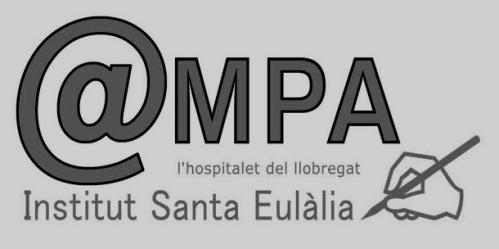 @MPA
l'hospitalet del llobregat
Institut Santa Eulàlia